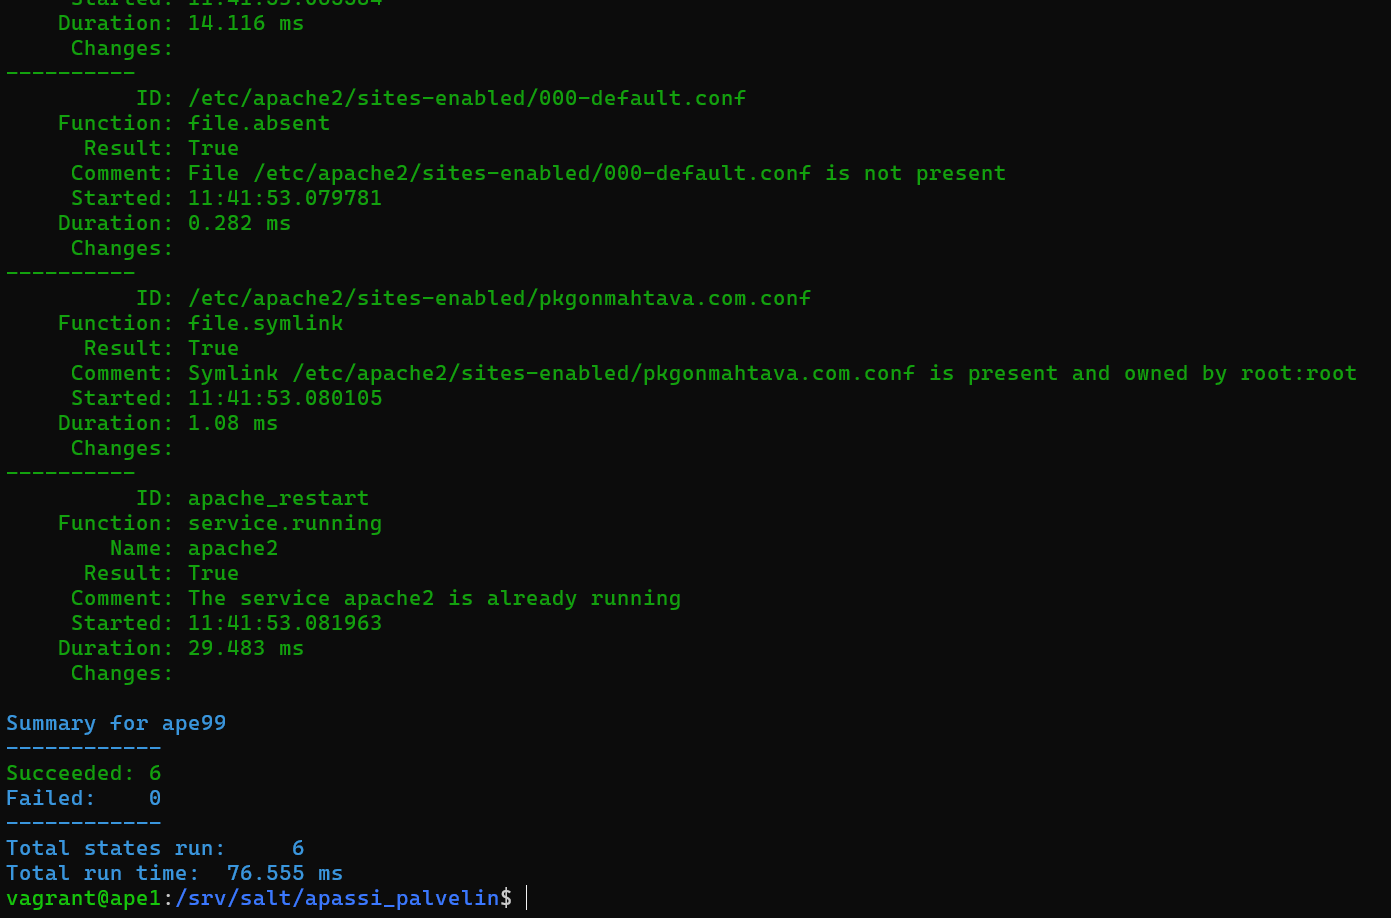 Duration: 14.116 ms
Changes:
----------
ID: /etc/apache2/sites-enabled/000-default.conf
Function: file.absent
Result: True
Comment: File /etc/apache2/sites-enabled/000-default.conf is not present
Started: 11:41:53.079781
Duration: 0.282 ms
Changes:
----------
ID: /etc/apache2/sites-enabled/pkgonmahtava.com.conf
Function: file.symlink
Result: True
Comment: Symlink /etc/apache2/sites-enabled/pkgonmahtava.com.conf is present and owned by root:root
Started: 11:41:53.080105
Duration: 1.08 ms
Changes:
----------
ID: apache_restart
Function: service.running
Name: apache2
Result: True
Comment: The service apache2 is already running
Started: 11:41:53.081963
Duration: 29.483 ms
Changes:
Summary for ape99
------------
Succeeded: 6
Failed: 0
------------
Total states run: 6
Total run time: 76.555 ms
vagrant@ape1:/srv/salt/apassi_palvelin$